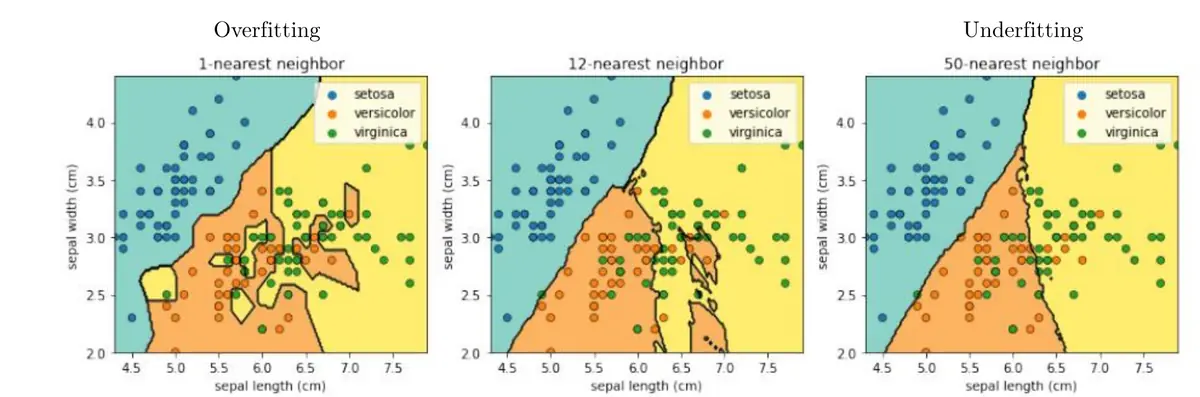 Overfitting
Underfitting
1-nearest neighbor
12-nearest neighbor
50-nearest neighbor
setosa
versicolor
virginica
sepal width (cm)
4.0
3.5
3.0
2.5
2.0
4.5 5.0 5.5 6.0 6.5 7.0 7.5
sepal length (cm)
setosa
versicolor
virginica
sepal width (cm)
4.0
3.5
3.0
2.5
2.0
4.5 5.0 5.5 6.0 6.5 7.0 7.5
sepal length (cm)
setosa
versicolor
virginica
sepal width (cm)
4.0
3.5
3.0
2.5
2.0
4.5 5.0 5.5 6.0 6.5 7.0 7.5
sepal length (cm)